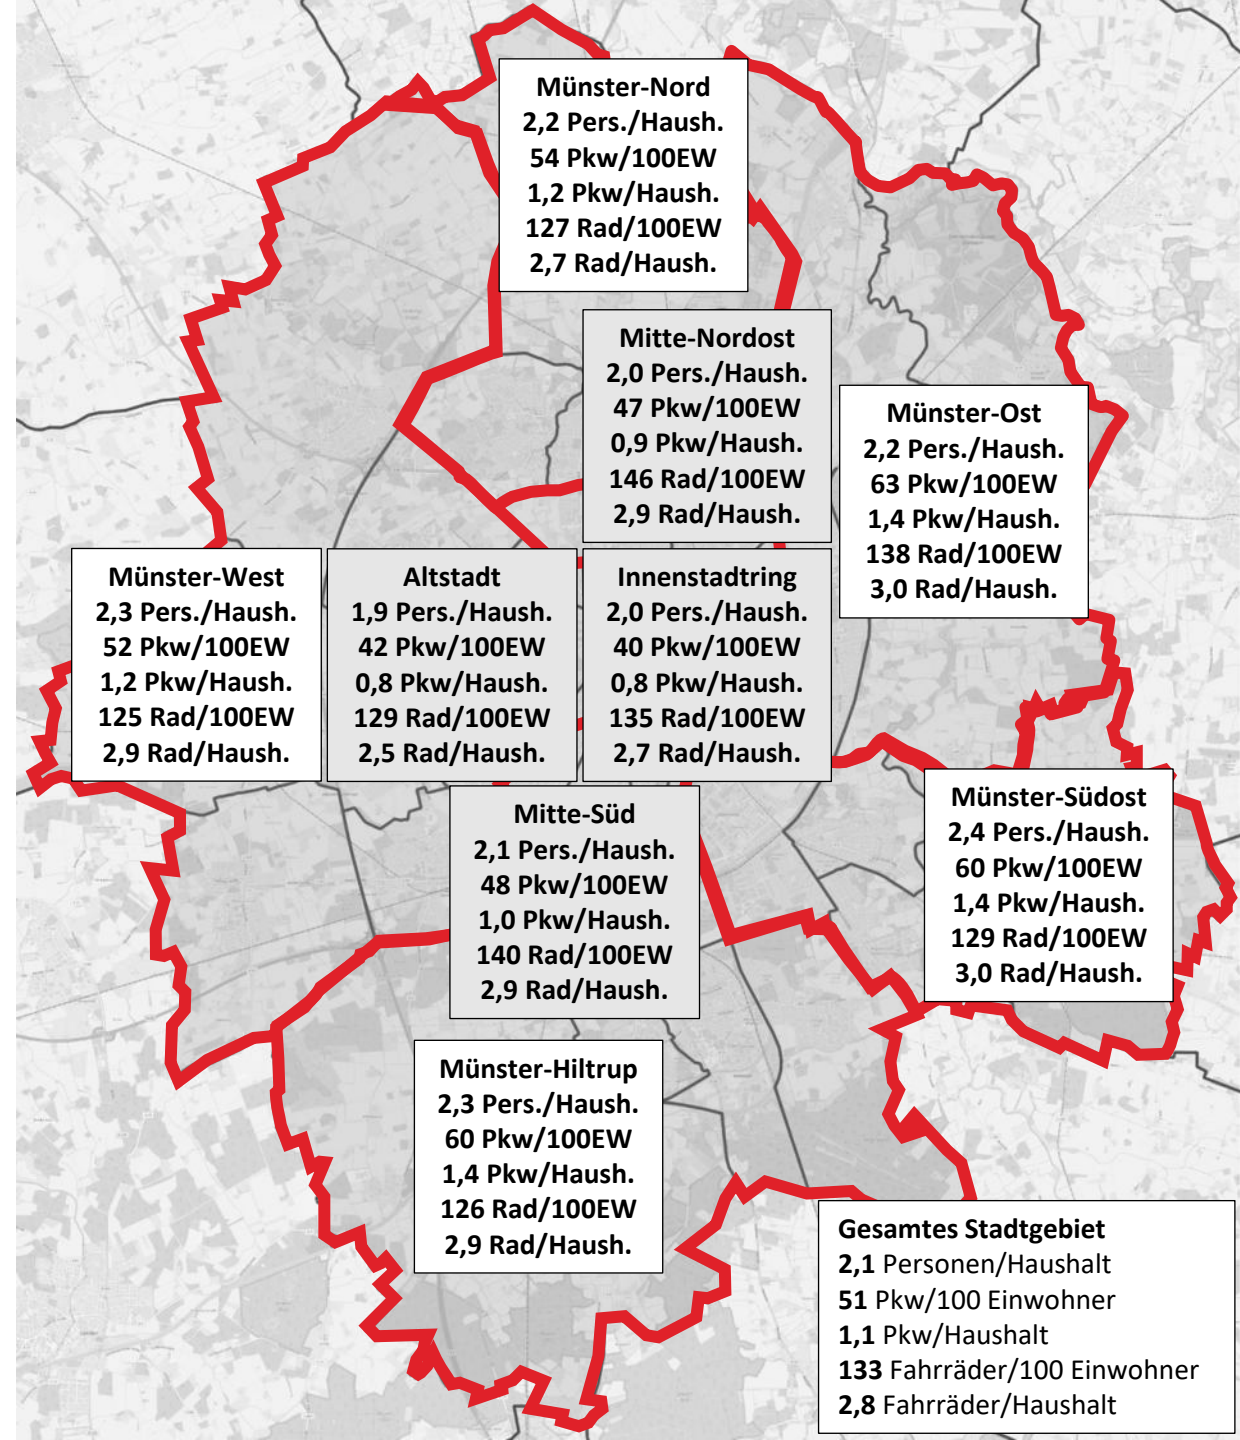 Münster-Nord
2,2 Pers./Haush.
54 Pkw/100EW
1,2 Pkw/Haush.
127 Rad/100EW
2,7 Rad/Haush.
Mitte-Nordost
2,0 Pers./Haush.
47 Pkw/100EW
0,9 Pkw/Haush.
146 Rad/100EW
2,9 Rad/Haush.
Münster-Ost
2,2 Pers./Haush.
63 Pkw/100EW
1,4 Pkw/Haush.
138 Rad/100EW
3,0 Rad/Haush.
Münster-West
2,3 Pers./Haush.
52 Pkw/100EW
1,2 Pkw/Haush.
125 Rad/100EW
2,9 Rad/Haush.
Altstadt
1,9 Pers./Haush.
42 Pkw/100EW
0,8 Pkw/Haush.
129 Rad/100EW
2,5 Rad/Haush.
Innenstadtring
2,0 Pers./Haush.
40 Pkw/100EW
0,8 Pkw/Haush.
135 Rad/100EW
2,7 Rad/Haush.
Münster-Südost
2,4 Pers./Haush.
60 Pkw/100EW
1,4 Pkw/Haush.
129 Rad/100EW
3,0 Rad/Haush.
Mitte-Süd
2,1 Pers./Haush.
48 Pkw/100EW
1,0 Pkw/Haush.
140 Rad/100EW
2,9 Rad/Haush.
Münster-Hiltrup
2,3 Pers./Haush.
60 Pkw/100EW
1,4 Pkw/Haush.
126 Rad/100EW
2,9 Rad/Haush.
Gesamtes Stadtgebiet
2,1 Personen/Haushalt
51 Pkw/100 Einwohner
1,1 Pkw/Haushalt
133 Fahrräder/100 Einwohner
2,8 Fahrräder/Haushalt